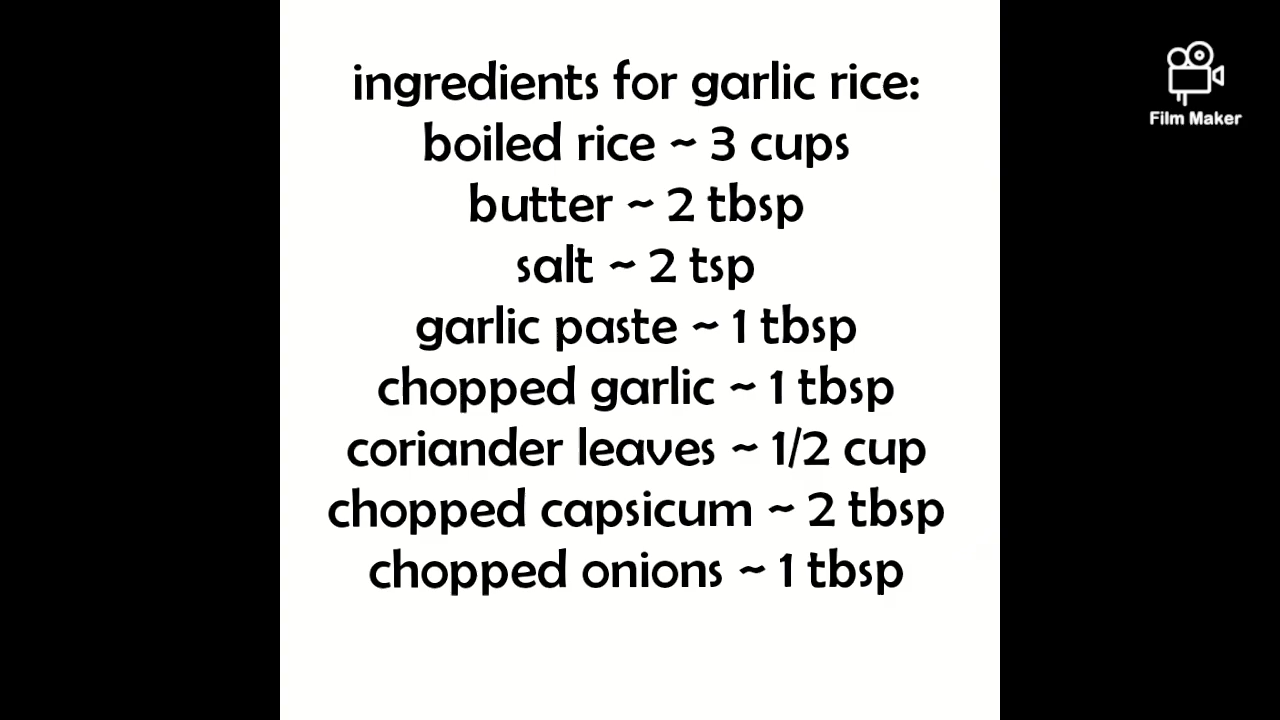 ingredients for garlic rice:
boiled rice ~ 3 cups
butter ~ 2 tbsp
salt ~ 2 tsp
garlic paste ~ 1 tbsp
chopped garlic ~ 1 tbsp
coriander leaves ~ 1/2 cup
chopped capsicum ~ 2 tbsp
chopped onions ~ 1 tbsp
Film Maker